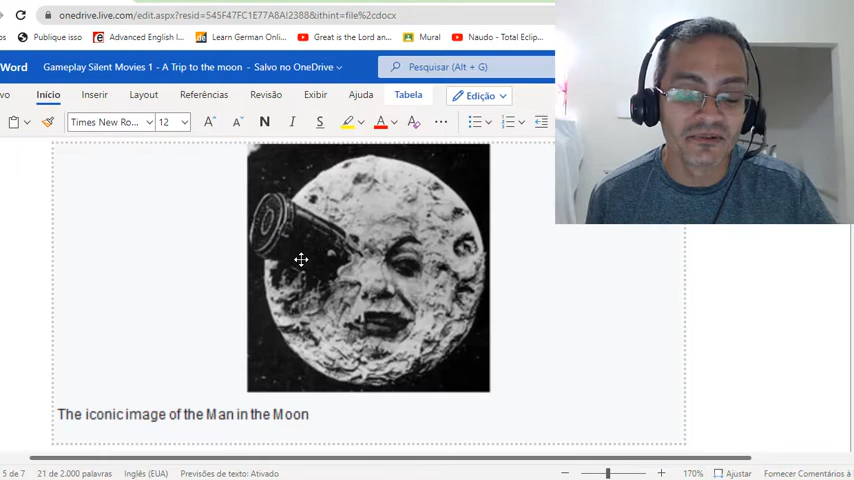 onedrive.live.com/edit.aspx?resid=545F47FC1E77A8A!2388&ithint=file%2cdocx
Publique isso
Advanced English I...
Learn German Onlin...
Great is the Lord and...
Mural
Naudo - Total Eclip...
Word
Gameplay Silent Movies 1 - A Trip to the moon - Salvo no OneDrive
Pesquisar (Alt + G)
vo
Início
Inserir
Layout
Referências
Revisão
Exibir
Ajuda
Tabela
Edição
Times New Ro...
12
A
A
N
I
S
A
A
The iconic image of the Man in the Moon
5 de 7
21 de 2.000 palavras
Inglês (EUA)
Previsões de texto: Ativado
170%
Ajustar
Fornecer Comentários à